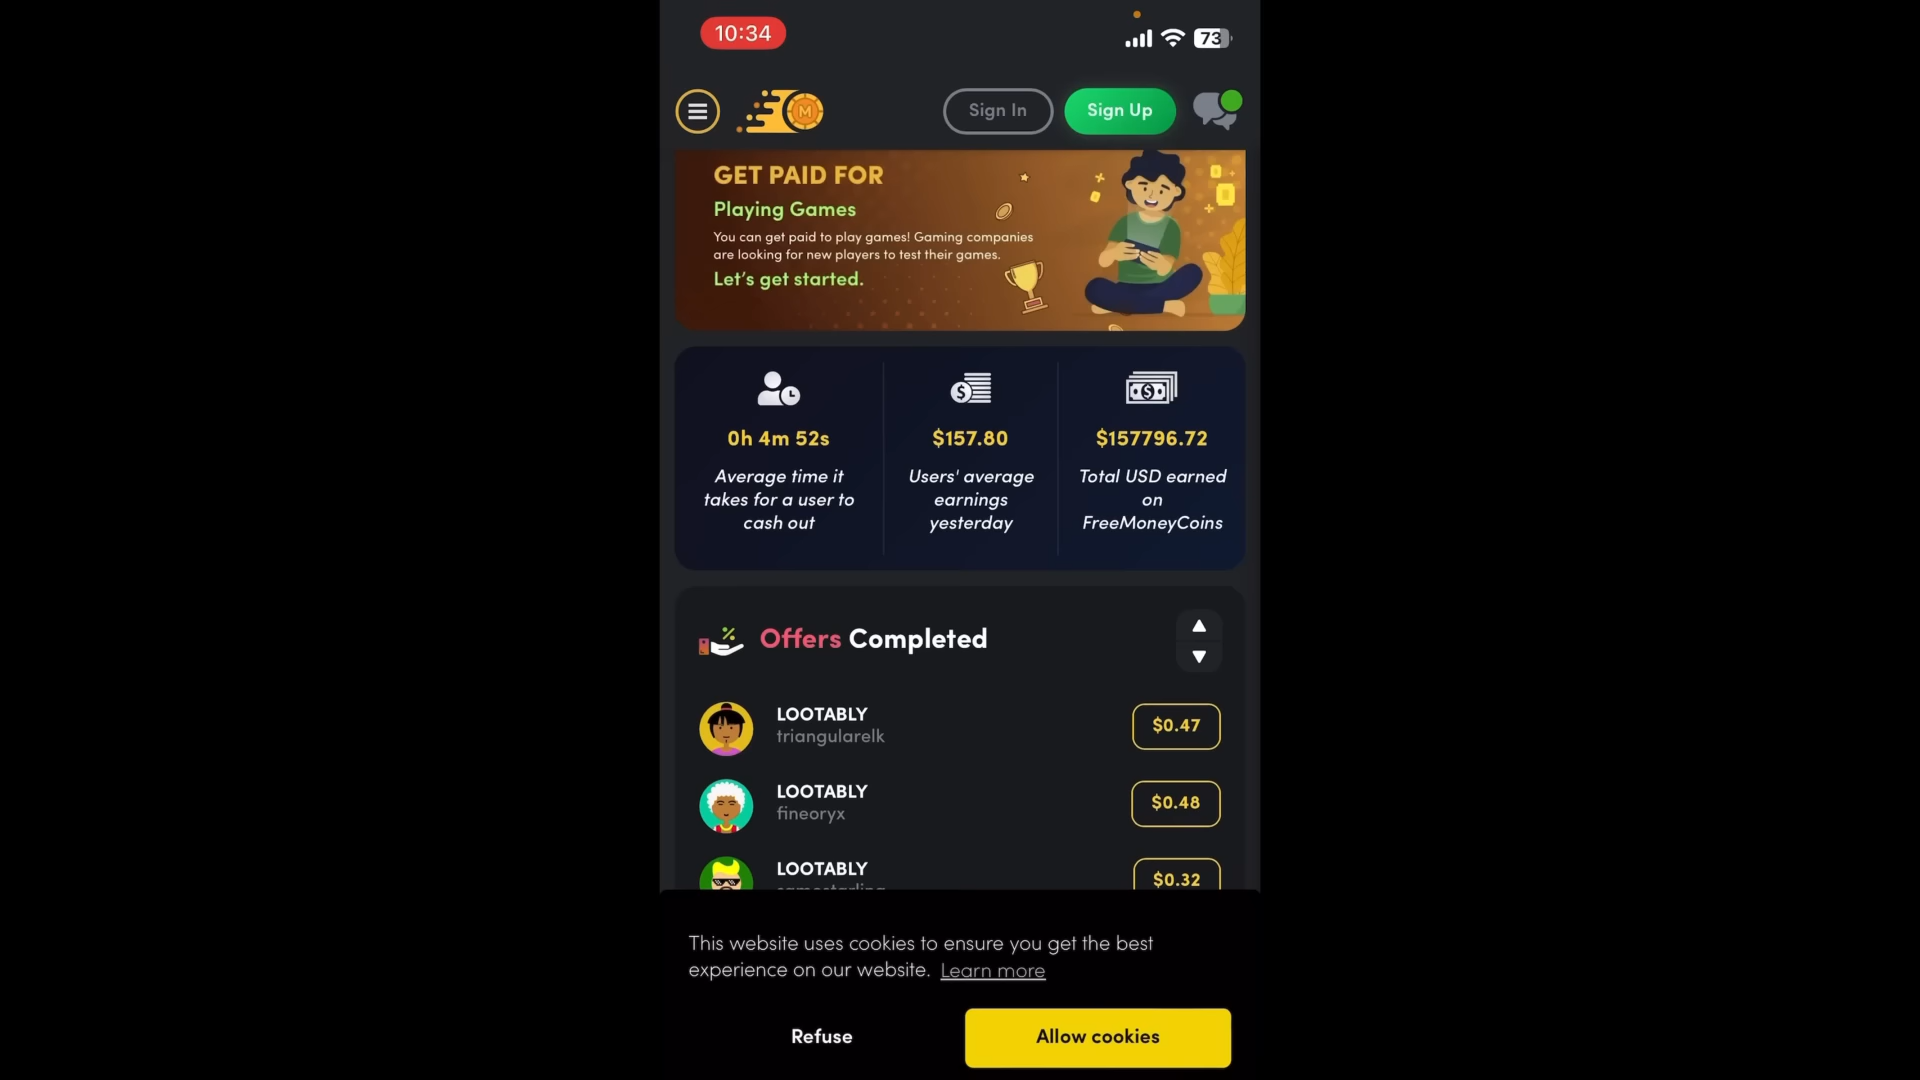 10:34
73
M
Sign In
Sign Up
GET PAID FOR
Playing Games
You can get paid to play games! Gaming companies
are looking for new players to test their games.
Let's get started.
0h 4m 52s
Average time it
takes for a user to
cash out
$157.80
Users' average
earnings
yesterday
$157796.72
Total USD earned
on
FreeMoneyCoins
Offers Completed
LOOTABLY
triangularelk
$0.47
LOOTABLY
fineoryx
$0.48
LOOTABLY
$0.32
This website uses cookies to ensure you get the best
experience on our website. Learn more
Refuse
Allow cookies